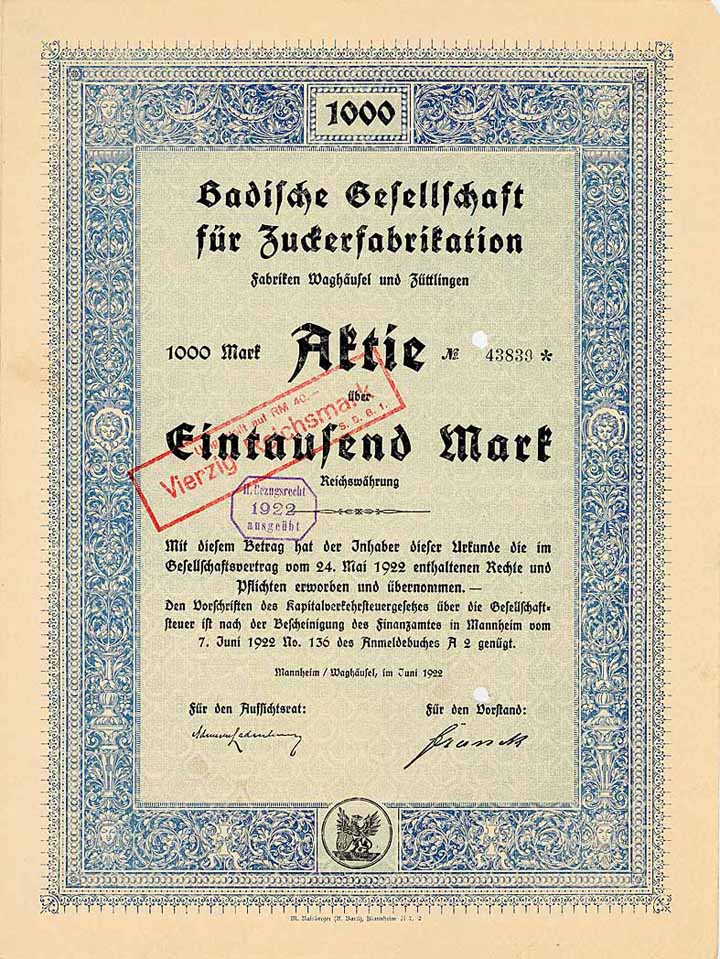 1000
Badische Gesellschaft
für Zuckerfabrikation
Fabriken Waghäusel und Züttlingen
1000 Mark Aktie № 43839 *
über
Eintausend Mark
Reichswährung
auf RM 40.—
Vierzig Reichsmark
II. Bezugsrecht
1922
ausgeübt
Mit diesem Betrag hat der Inhaber dieser Urkunde die im
Gesellschaftsvertrag vom 24. Mai 1922 enthaltenen Rechte und
Pflichten erworben und übernommen. —
Den Vorschriften des Kapitalverkehrsteuergesetzes über die Gesellschaft-
steuer ist nach der Bescheinigung des Finanzamtes in Mannheim vom
7. Juni 1922 No. 136 des Anmeldebuches A 2 genügt.
Mannheim / Waghäusel, im Juni 1922
Für den Aufsichtsrat: Für den Vorstand:
Mannheim